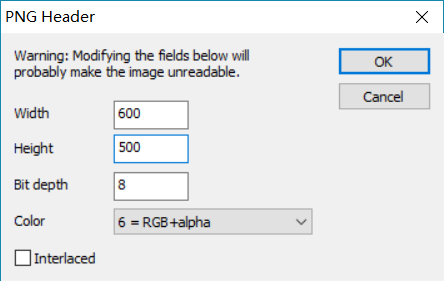 PNG Header
Warning: Modifying the fields below will
probably make the image unreadable.
OK
Cancel
Width 600
Height 500
Bit depth 8
Color 6 = RGB+alpha
Interlaced